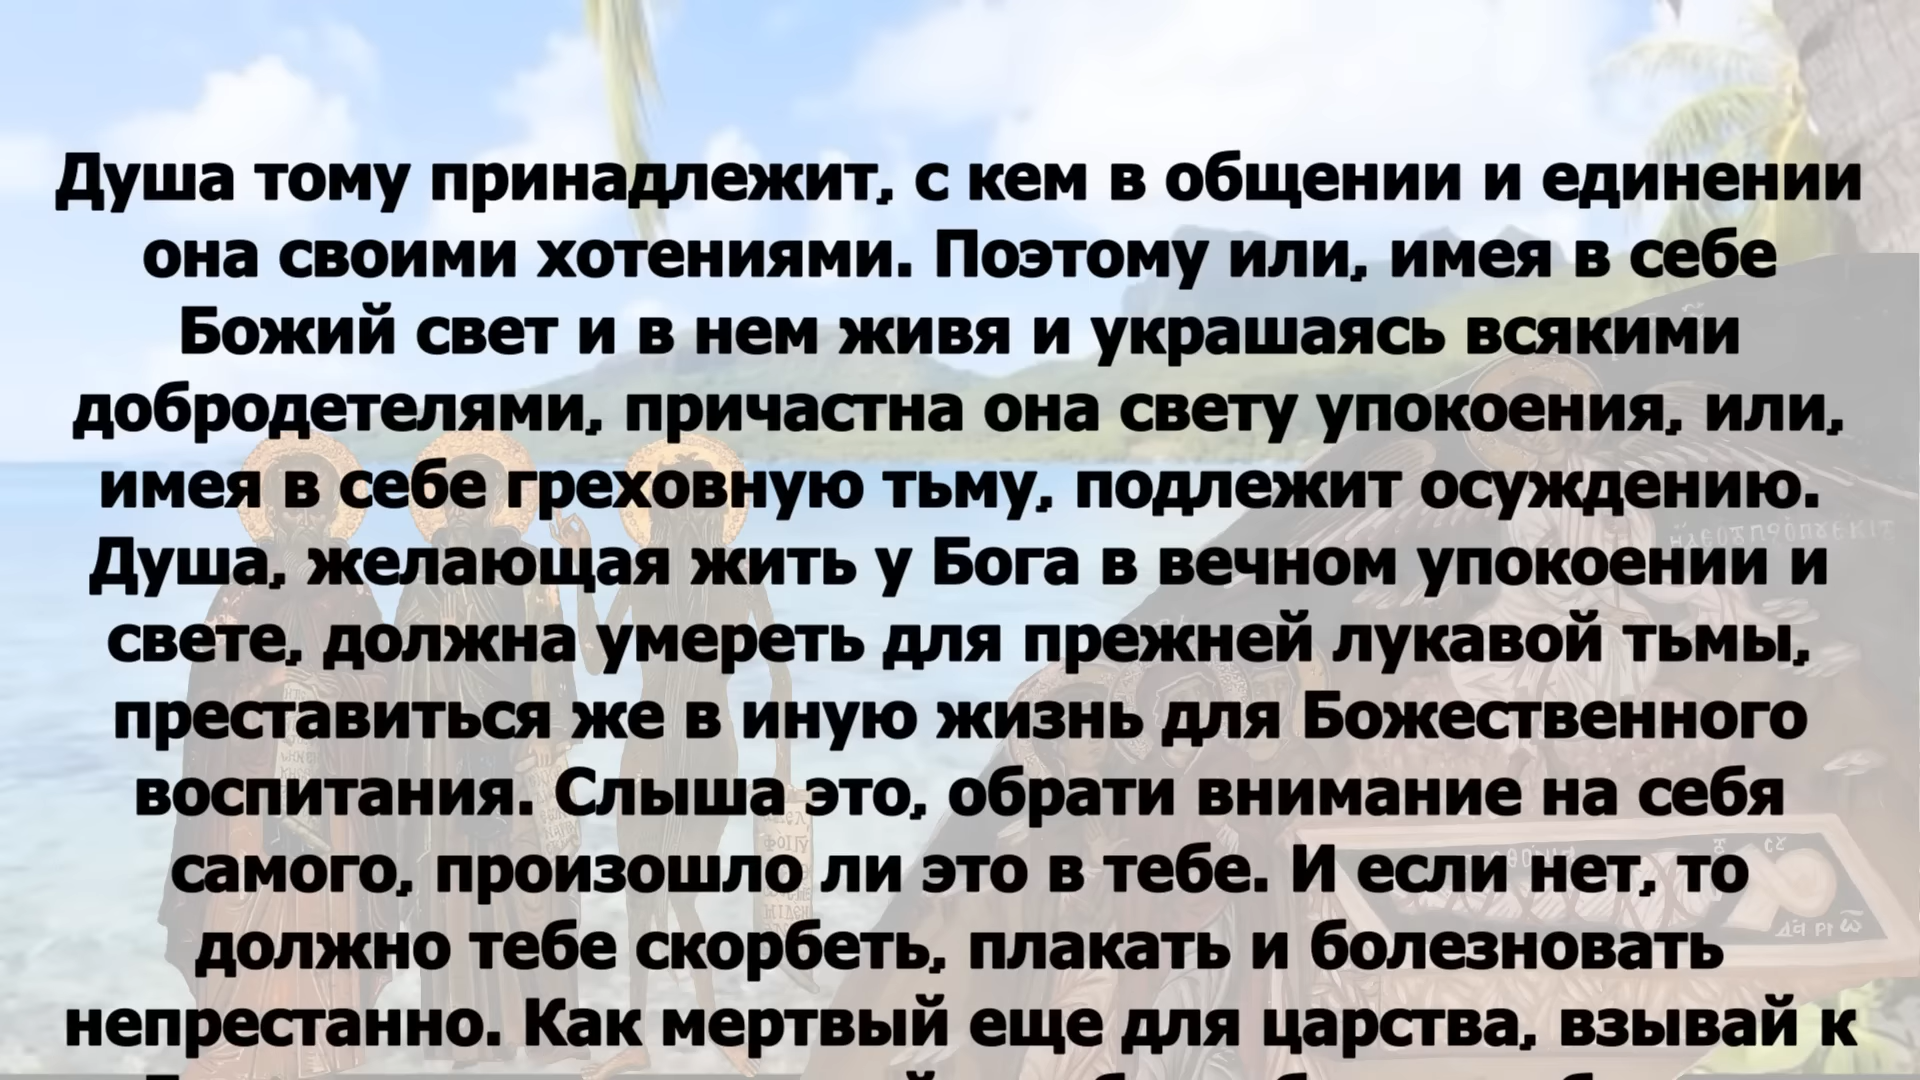 Душа тому принадлежит, с кем в общении и единении
она своими хотениями. Поэтому или, имея в себе
Божий свет и в нем живя и украшаясь всякими
добродетелями, причастна она свету упокоения, или,
имея в себе греховную тьму, подлежит осуждению.
Душа, желающая жить у Бога в вечном упокоении и
свете, должна умереть для прежней лукавой тьмы,
преставиться же в иную жизнь для Божественного
воспитания. Слыша это, обрати внимание на себя
самого, произошло ли это в тебе. И если нет, то
должно тебе скорбеть, плакать и болезновать
непрестанно. Как мертвый еще для царства, взывай к